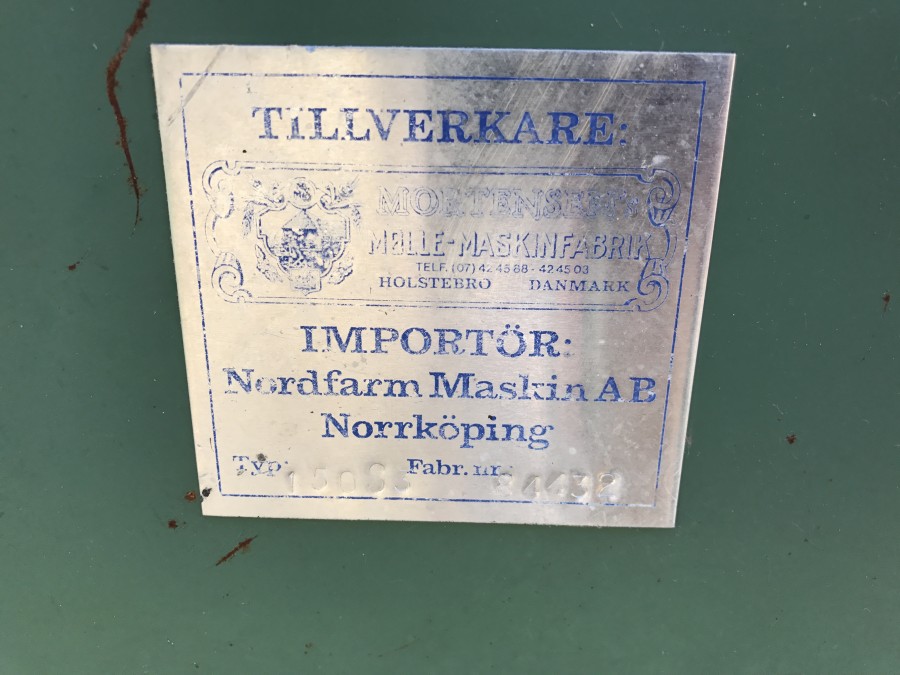 TILLVERKARE:
MORTENSEN'S
MØLLE-MASKINFABRIK
TELF. (07) 42 45 88 - 42 45 03
HOLSTEBRO DANMARK
IMPORTÖR:
Nordfarm Maskin AB
Norrköping
Typ: Fabr. nr.: